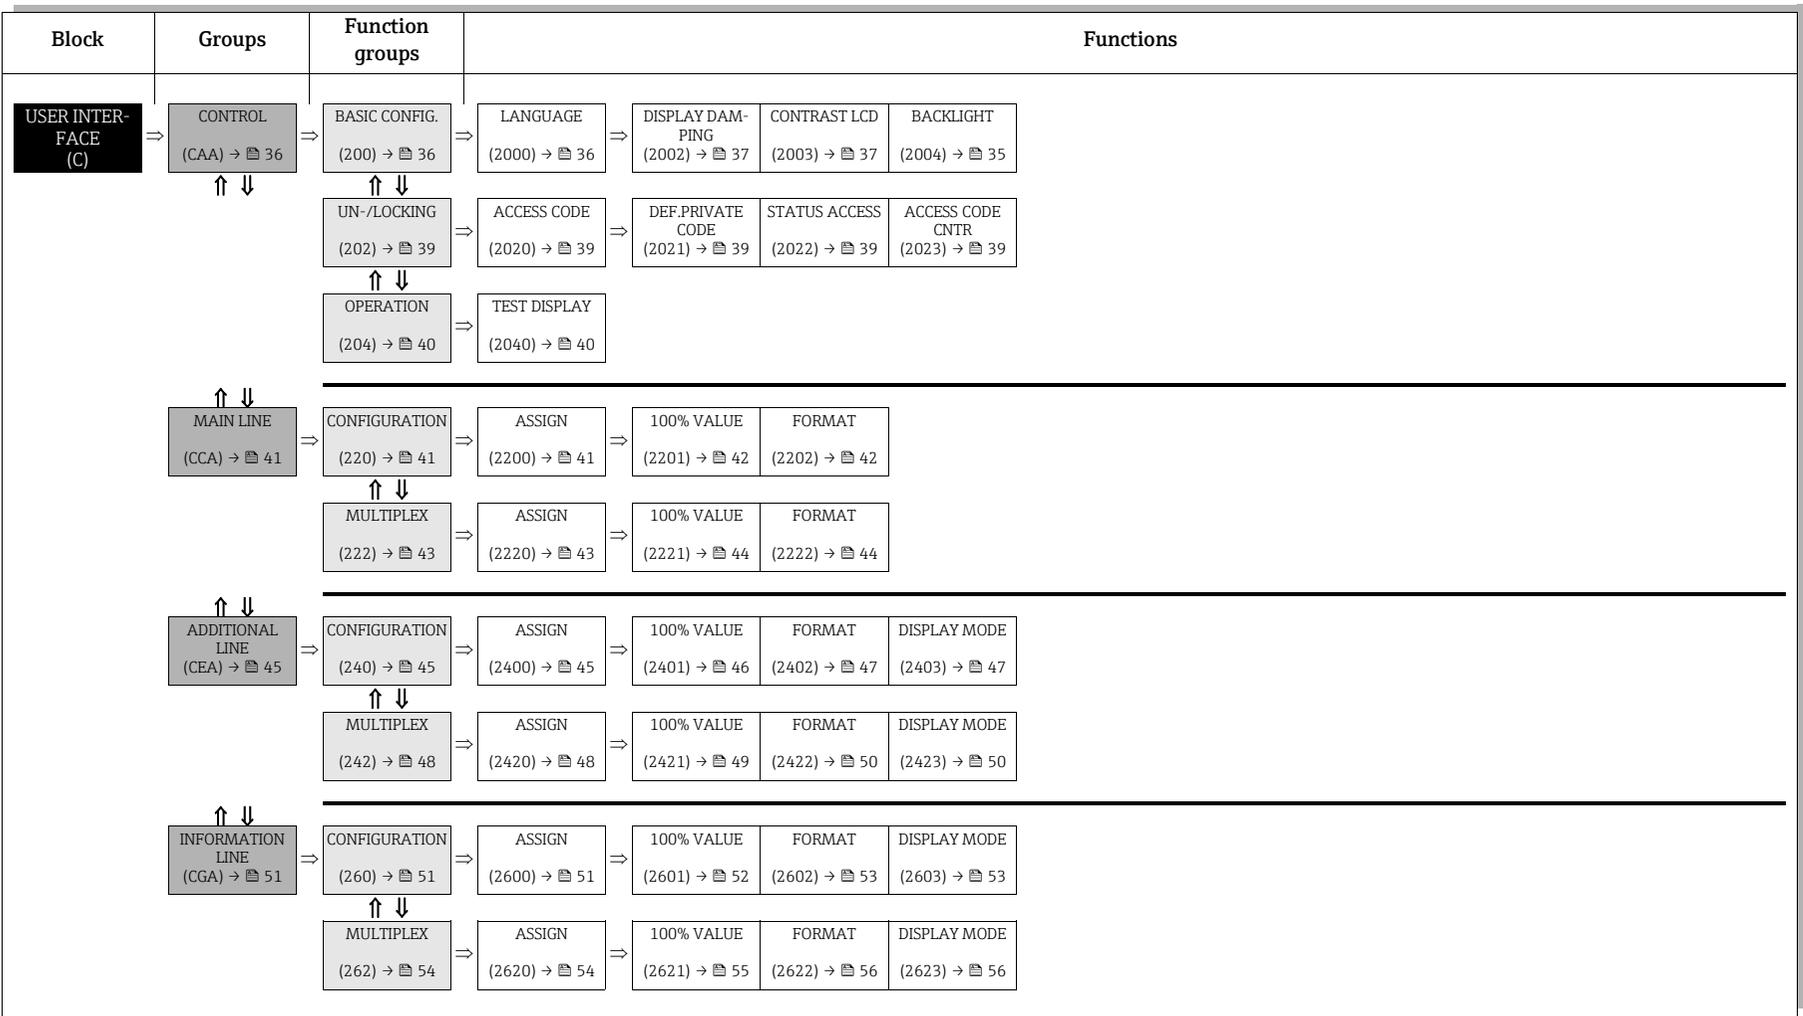 Block
Groups
Function
groups
Functions
USER INTER-
FACE
(C)
⇒
CONTROL
(CAA) → 🖹 36
⇒
BASIC CONFIG.
(200) → 🖹 36
⇒
LANGUAGE
(2000) → 🖹 36
⇒
DISPLAY DAM-
PING
(2002) → 🖹 37
CONTRAST LCD
(2003) → 🖹 37
BACKLIGHT
(2004) → 🖹 35
⇑ ⇓
⇑ ⇓
UN-/LOCKING
(202) → 🖹 39
⇒
ACCESS CODE
(2020) → 🖹 39
⇒
DEF.PRIVATE
CODE
(2021) → 🖹 39
STATUS ACCESS
(2022) → 🖹 39
ACCESS CODE
CNTR
(2023) → 🖹 39
⇑ ⇓
OPERATION
(204) → 🖹 40
⇒
TEST DISPLAY
(2040) → 🖹 40
⇑ ⇓
MAIN LINE
(CCA) → 🖹 41
⇒
CONFIGURATION
(220) → 🖹 41
⇒
ASSIGN
(2200) → 🖹 41
⇒
100% VALUE
(2201) → 🖹 42
FORMAT
(2202) → 🖹 42
⇑ ⇓
MULTIPLEX
(222) → 🖹 43
⇒
ASSIGN
(2220) → 🖹 43
⇒
100% VALUE
(2221) → 🖹 44
FORMAT
(2222) → 🖹 44
⇑ ⇓
ADDITIONAL
LINE
(CEA) → 🖹 45
⇒
CONFIGURATION
(240) → 🖹 45
⇒
ASSIGN
(2400) → 🖹 45
⇒
100% VALUE
(2401) → 🖹 46
FORMAT
(2402) → 🖹 47
DISPLAY MODE
(2403) → 🖹 47
⇑ ⇓
MULTIPLEX
(242) → 🖹 48
⇒
ASSIGN
(2420) → 🖹 48
⇒
100% VALUE
(2421) → 🖹 49
FORMAT
(2422) → 🖹 50
DISPLAY MODE
(2423) → 🖹 50
⇑ ⇓
INFORMATION
LINE
(CGA) → 🖹 51
⇒
CONFIGURATION
(260) → 🖹 51
⇒
ASSIGN
(2600) → 🖹 51
⇒
100% VALUE
(2601) → 🖹 52
FORMAT
(2602) → 🖹 53
DISPLAY MODE
(2603) → 🖹 53
⇑ ⇓
MULTIPLEX
(262) → 🖹 54
⇒
ASSIGN
(2620) → 🖹 54
⇒
100% VALUE
(2621) → 🖹 55
FORMAT
(2622) → 🖹 56
DISPLAY MODE
(2623) → 🖹 56